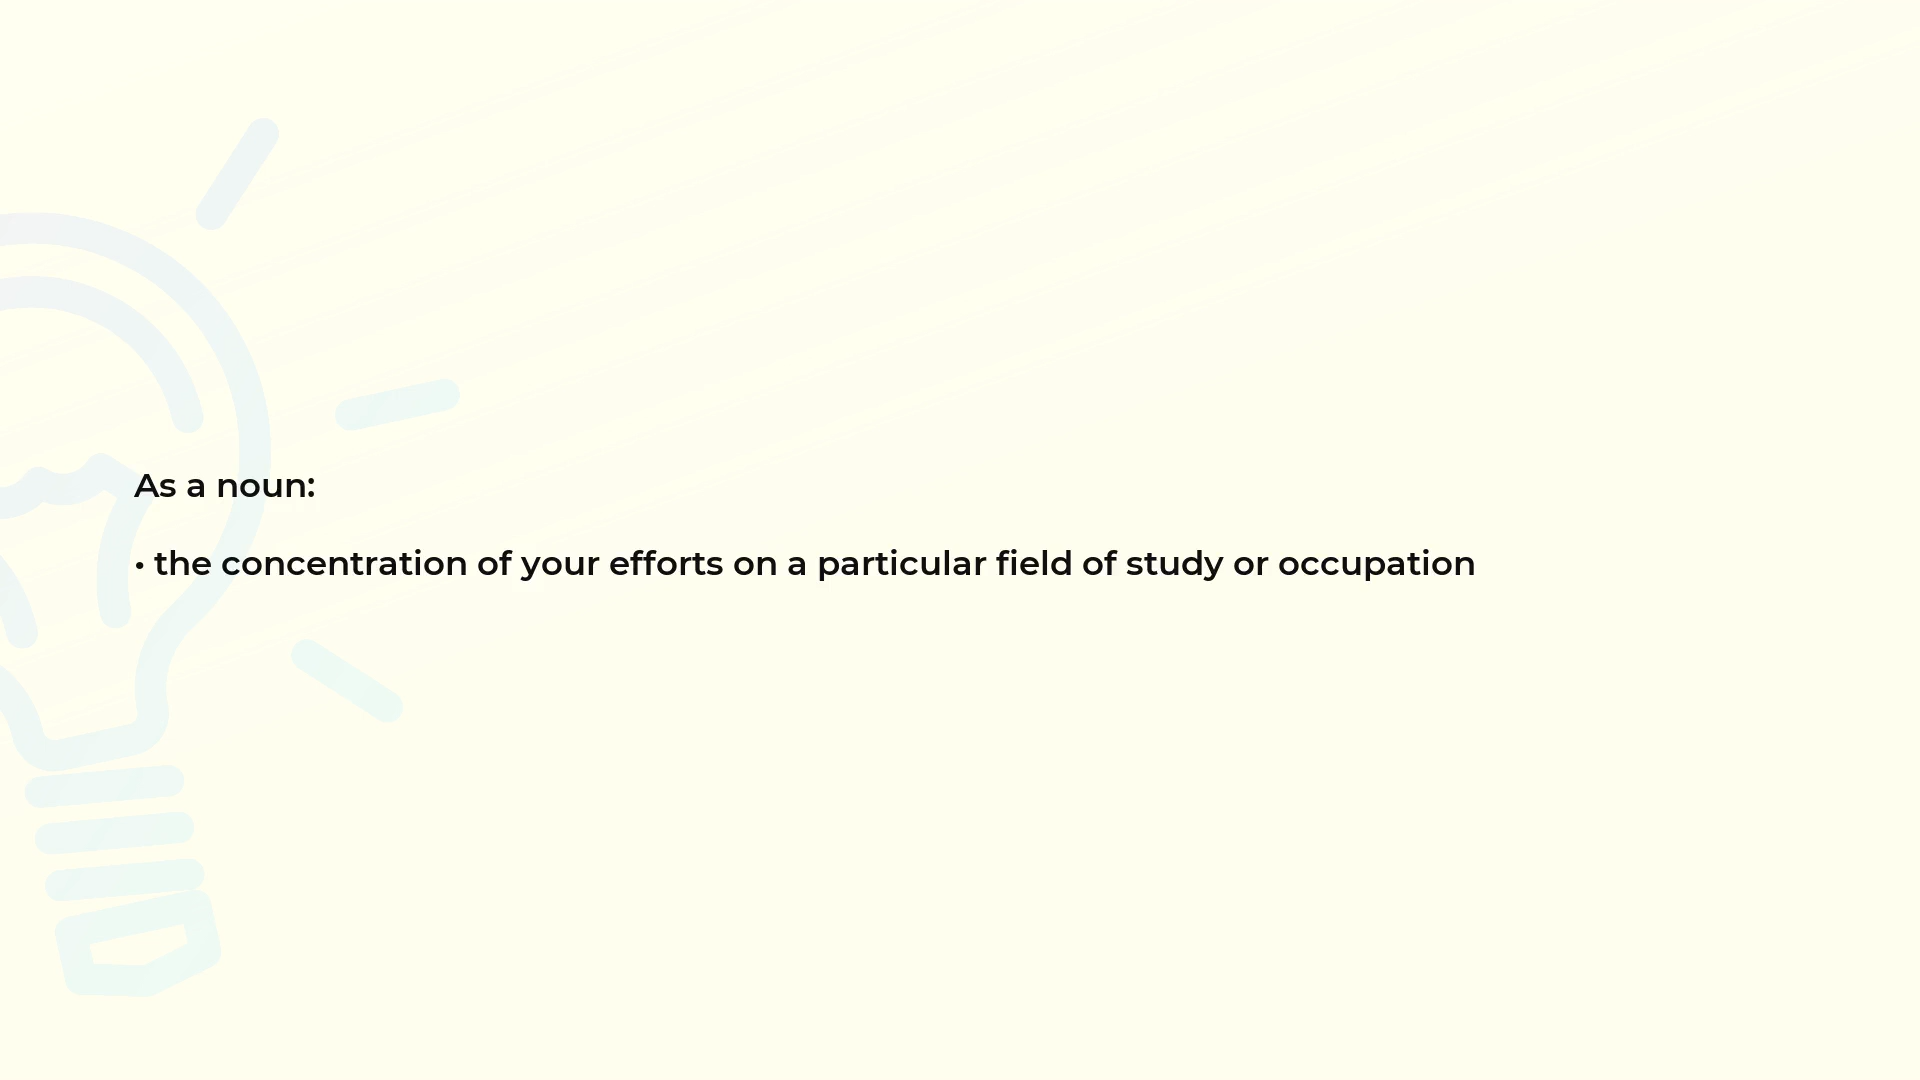 As a noun:
• the concentration of your efforts on a particular field of study or occupation